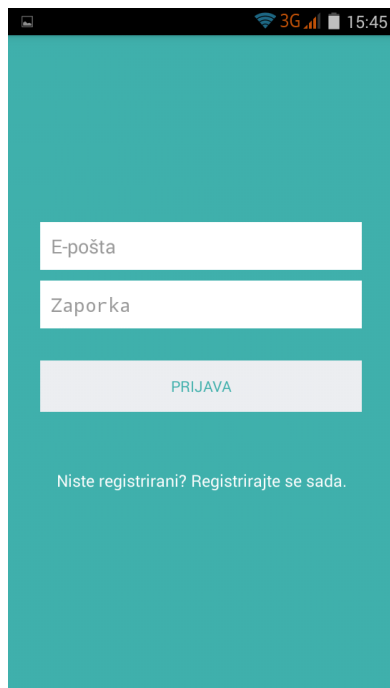 3G 15:45
E-pošta
Zaporka
PRIJAVA
Niste registrirani? Registrirajte se sada.